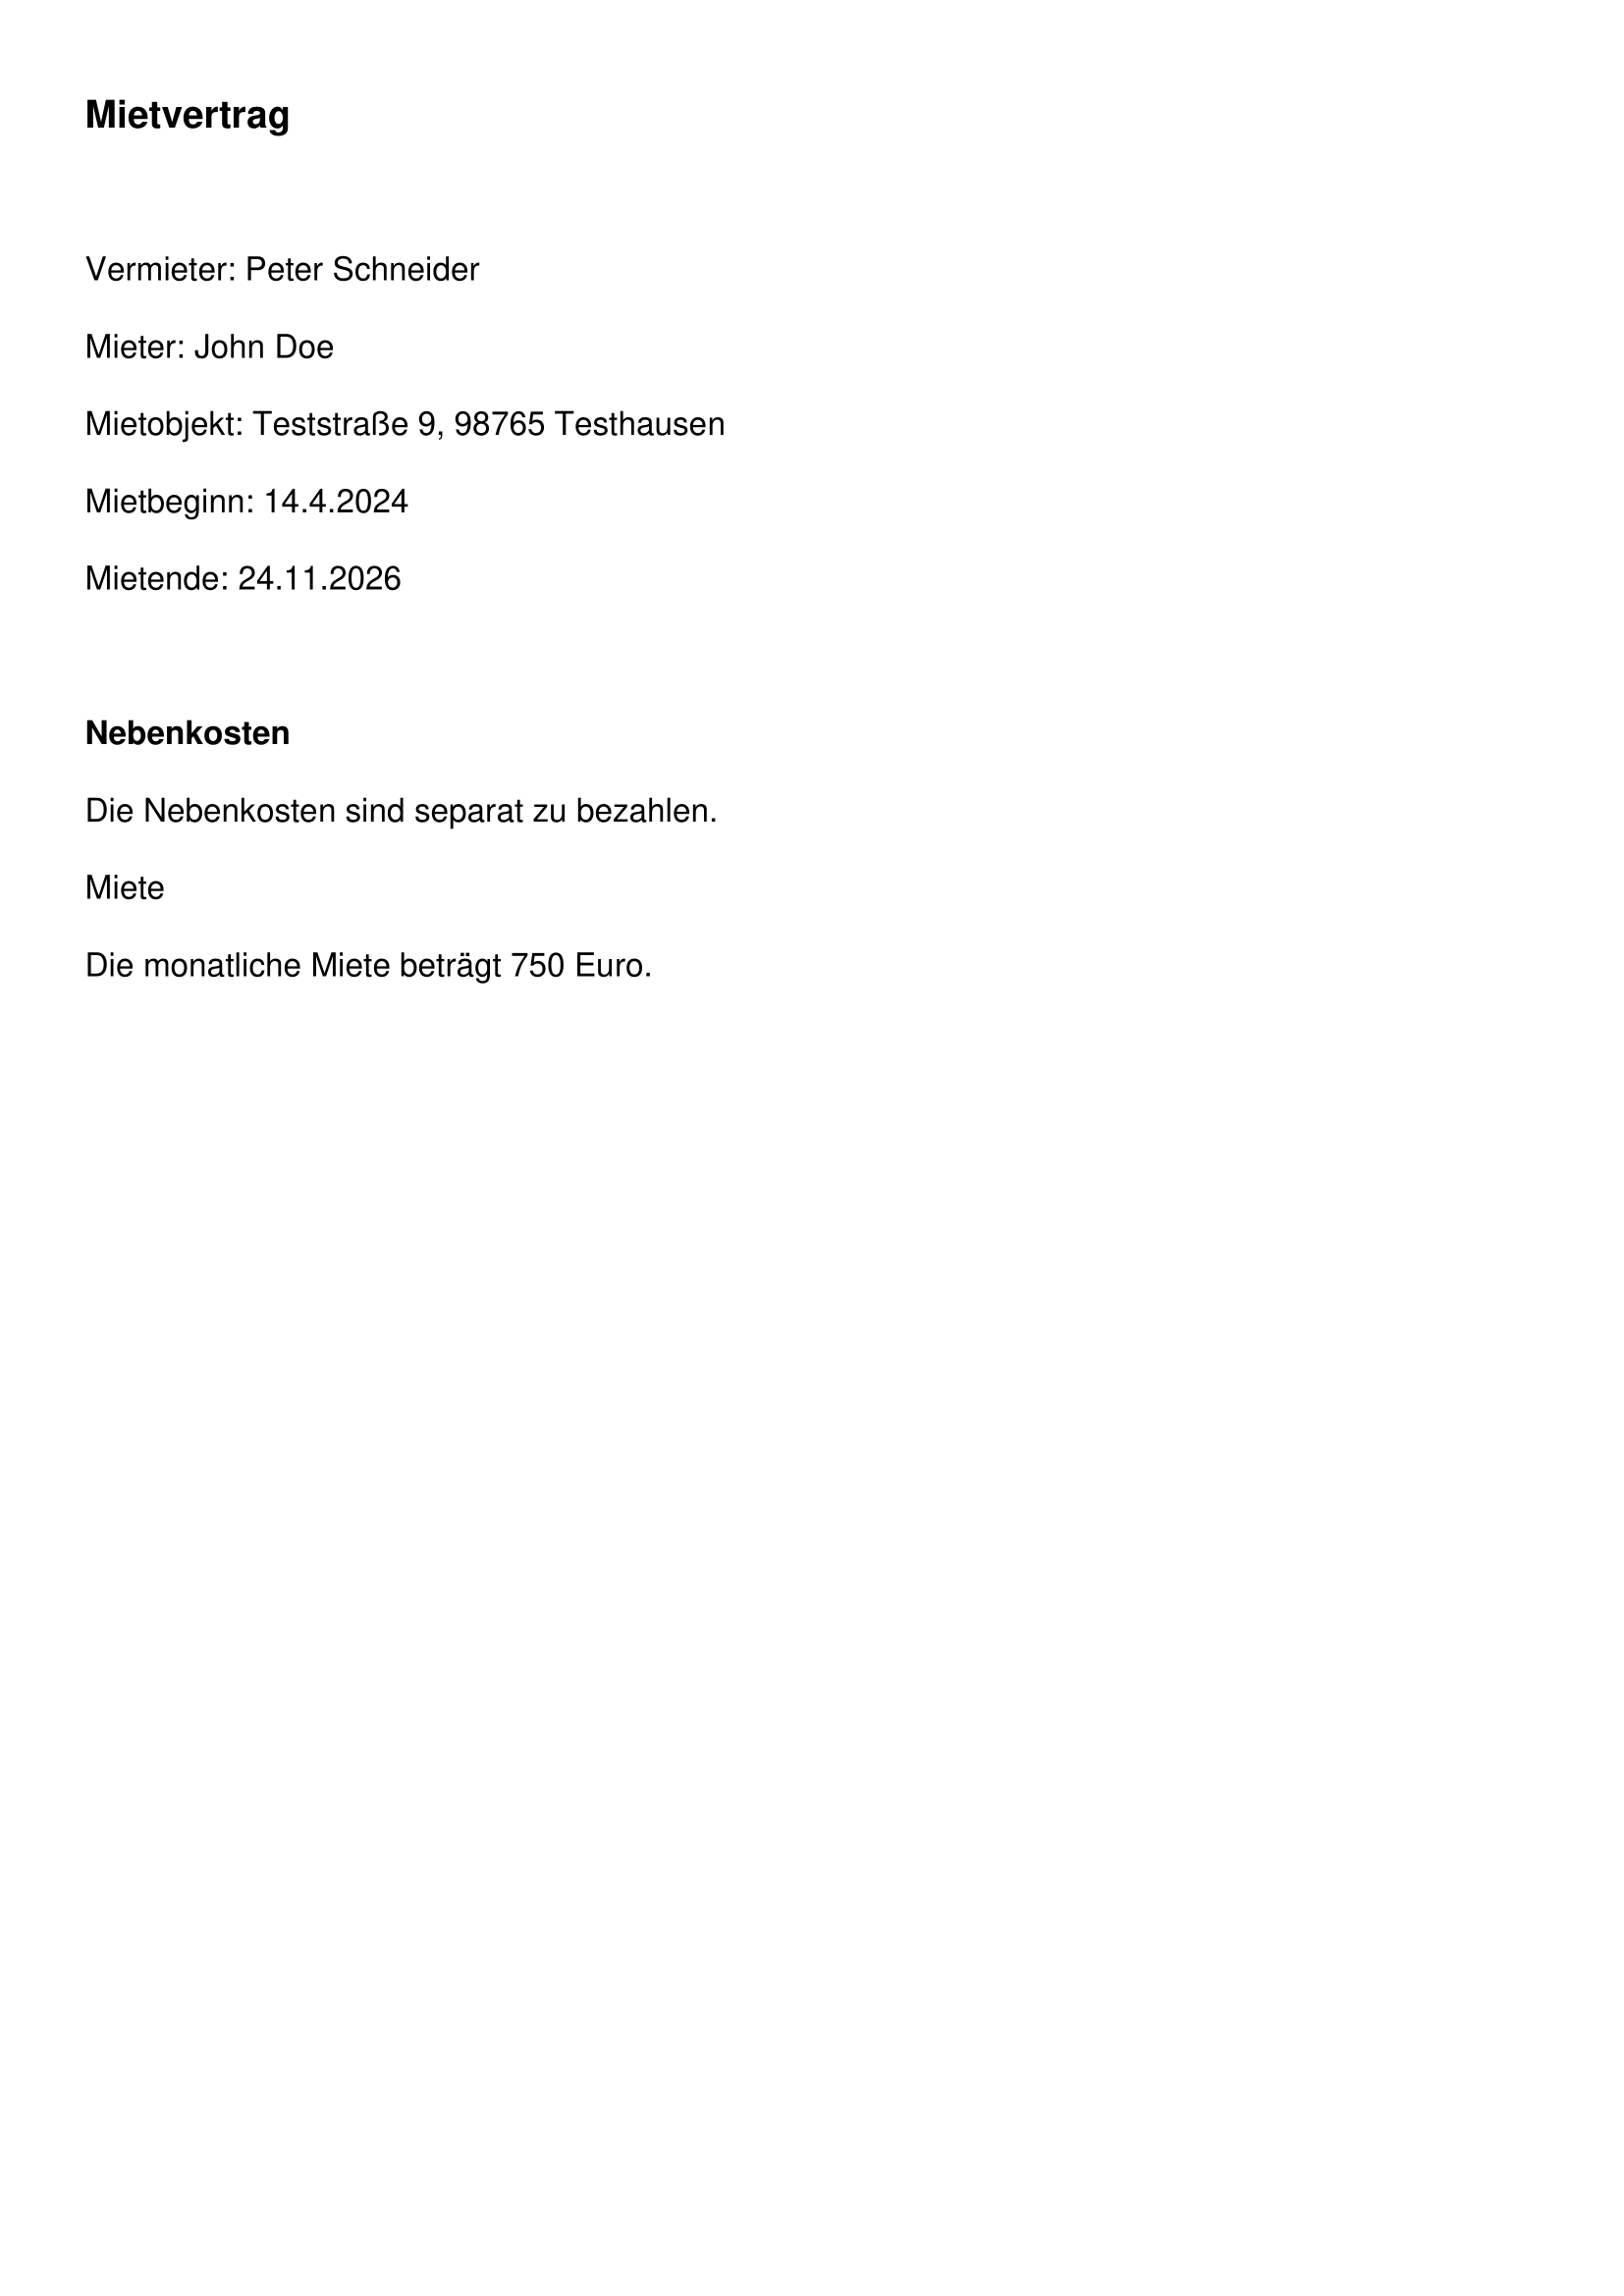 Mietvertrag
Vermieter: Peter Schneider
Mieter: John Doe
Mietobjekt: Teststraße 9, 98765 Testhausen
Mietbeginn: 14.4.2024
Mietende: 24.11.2026
Nebenkosten
Die Nebenkosten sind separat zu bezahlen.
Miete
Die monatliche Miete beträgt 750 Euro.